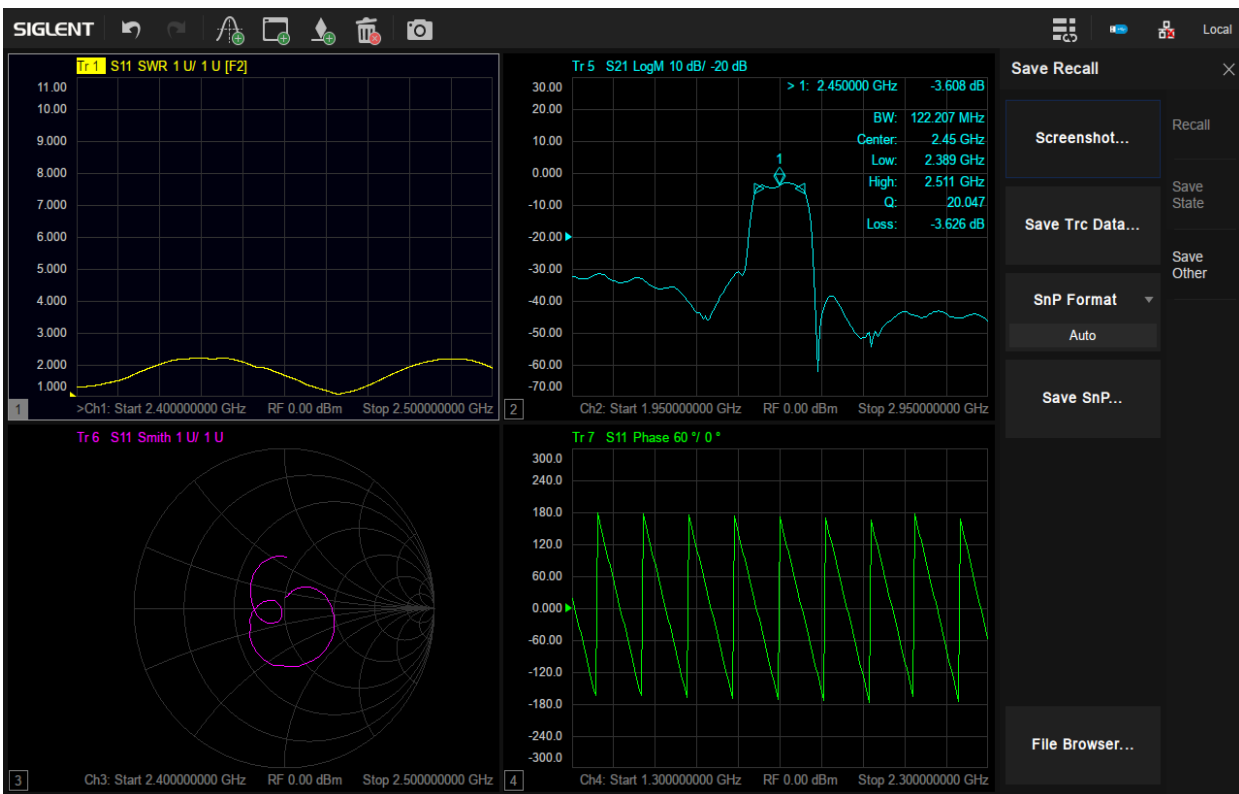 SIGLENT
Local
Tr 1 S11 SWR 1 U/ 1 U [F2]
11.00
10.00
9.000
8.000
7.000
6.000
5.000
4.000
3.000
2.000
1.000
1 >Ch1: Start 2.400000000 GHz RF 0.00 dBm Stop 2.500000000 GHz
Tr 5 S21 LogM 10 dB/ -20 dB
> 1: 2.450000 GHz -3.608 dB
BW: 122.207 MHz
Center: 2.45 GHz
Low: 2.389 GHz
High: 2.511 GHz
Q: 20.047
Loss: -3.626 dB
1
30.00
20.00
10.00
0.000
-10.00
-20.00
-30.00
-40.00
-50.00
-60.00
-70.00
2 Ch2: Start 1.950000000 GHz RF 0.00 dBm Stop 2.950000000 GHz
Tr 6 S11 Smith 1 U/ 1 U
3 Ch3: Start 2.400000000 GHz RF 0.00 dBm Stop 2.500000000 GHz
Tr 7 S11 Phase 60 °/ 0 °
300.0
240.0
180.0
120.0
60.00
0.000
-60.00
-120.0
-180.0
-240.0
-300.0
4 Ch4: Start 1.300000000 GHz RF 0.00 dBm Stop 2.300000000 GHz
Save Recall
Screenshot...
Save Trc Data...
SnP Format
Auto
Save SnP...
File Browser...
Recall
Save
State
Save
Other